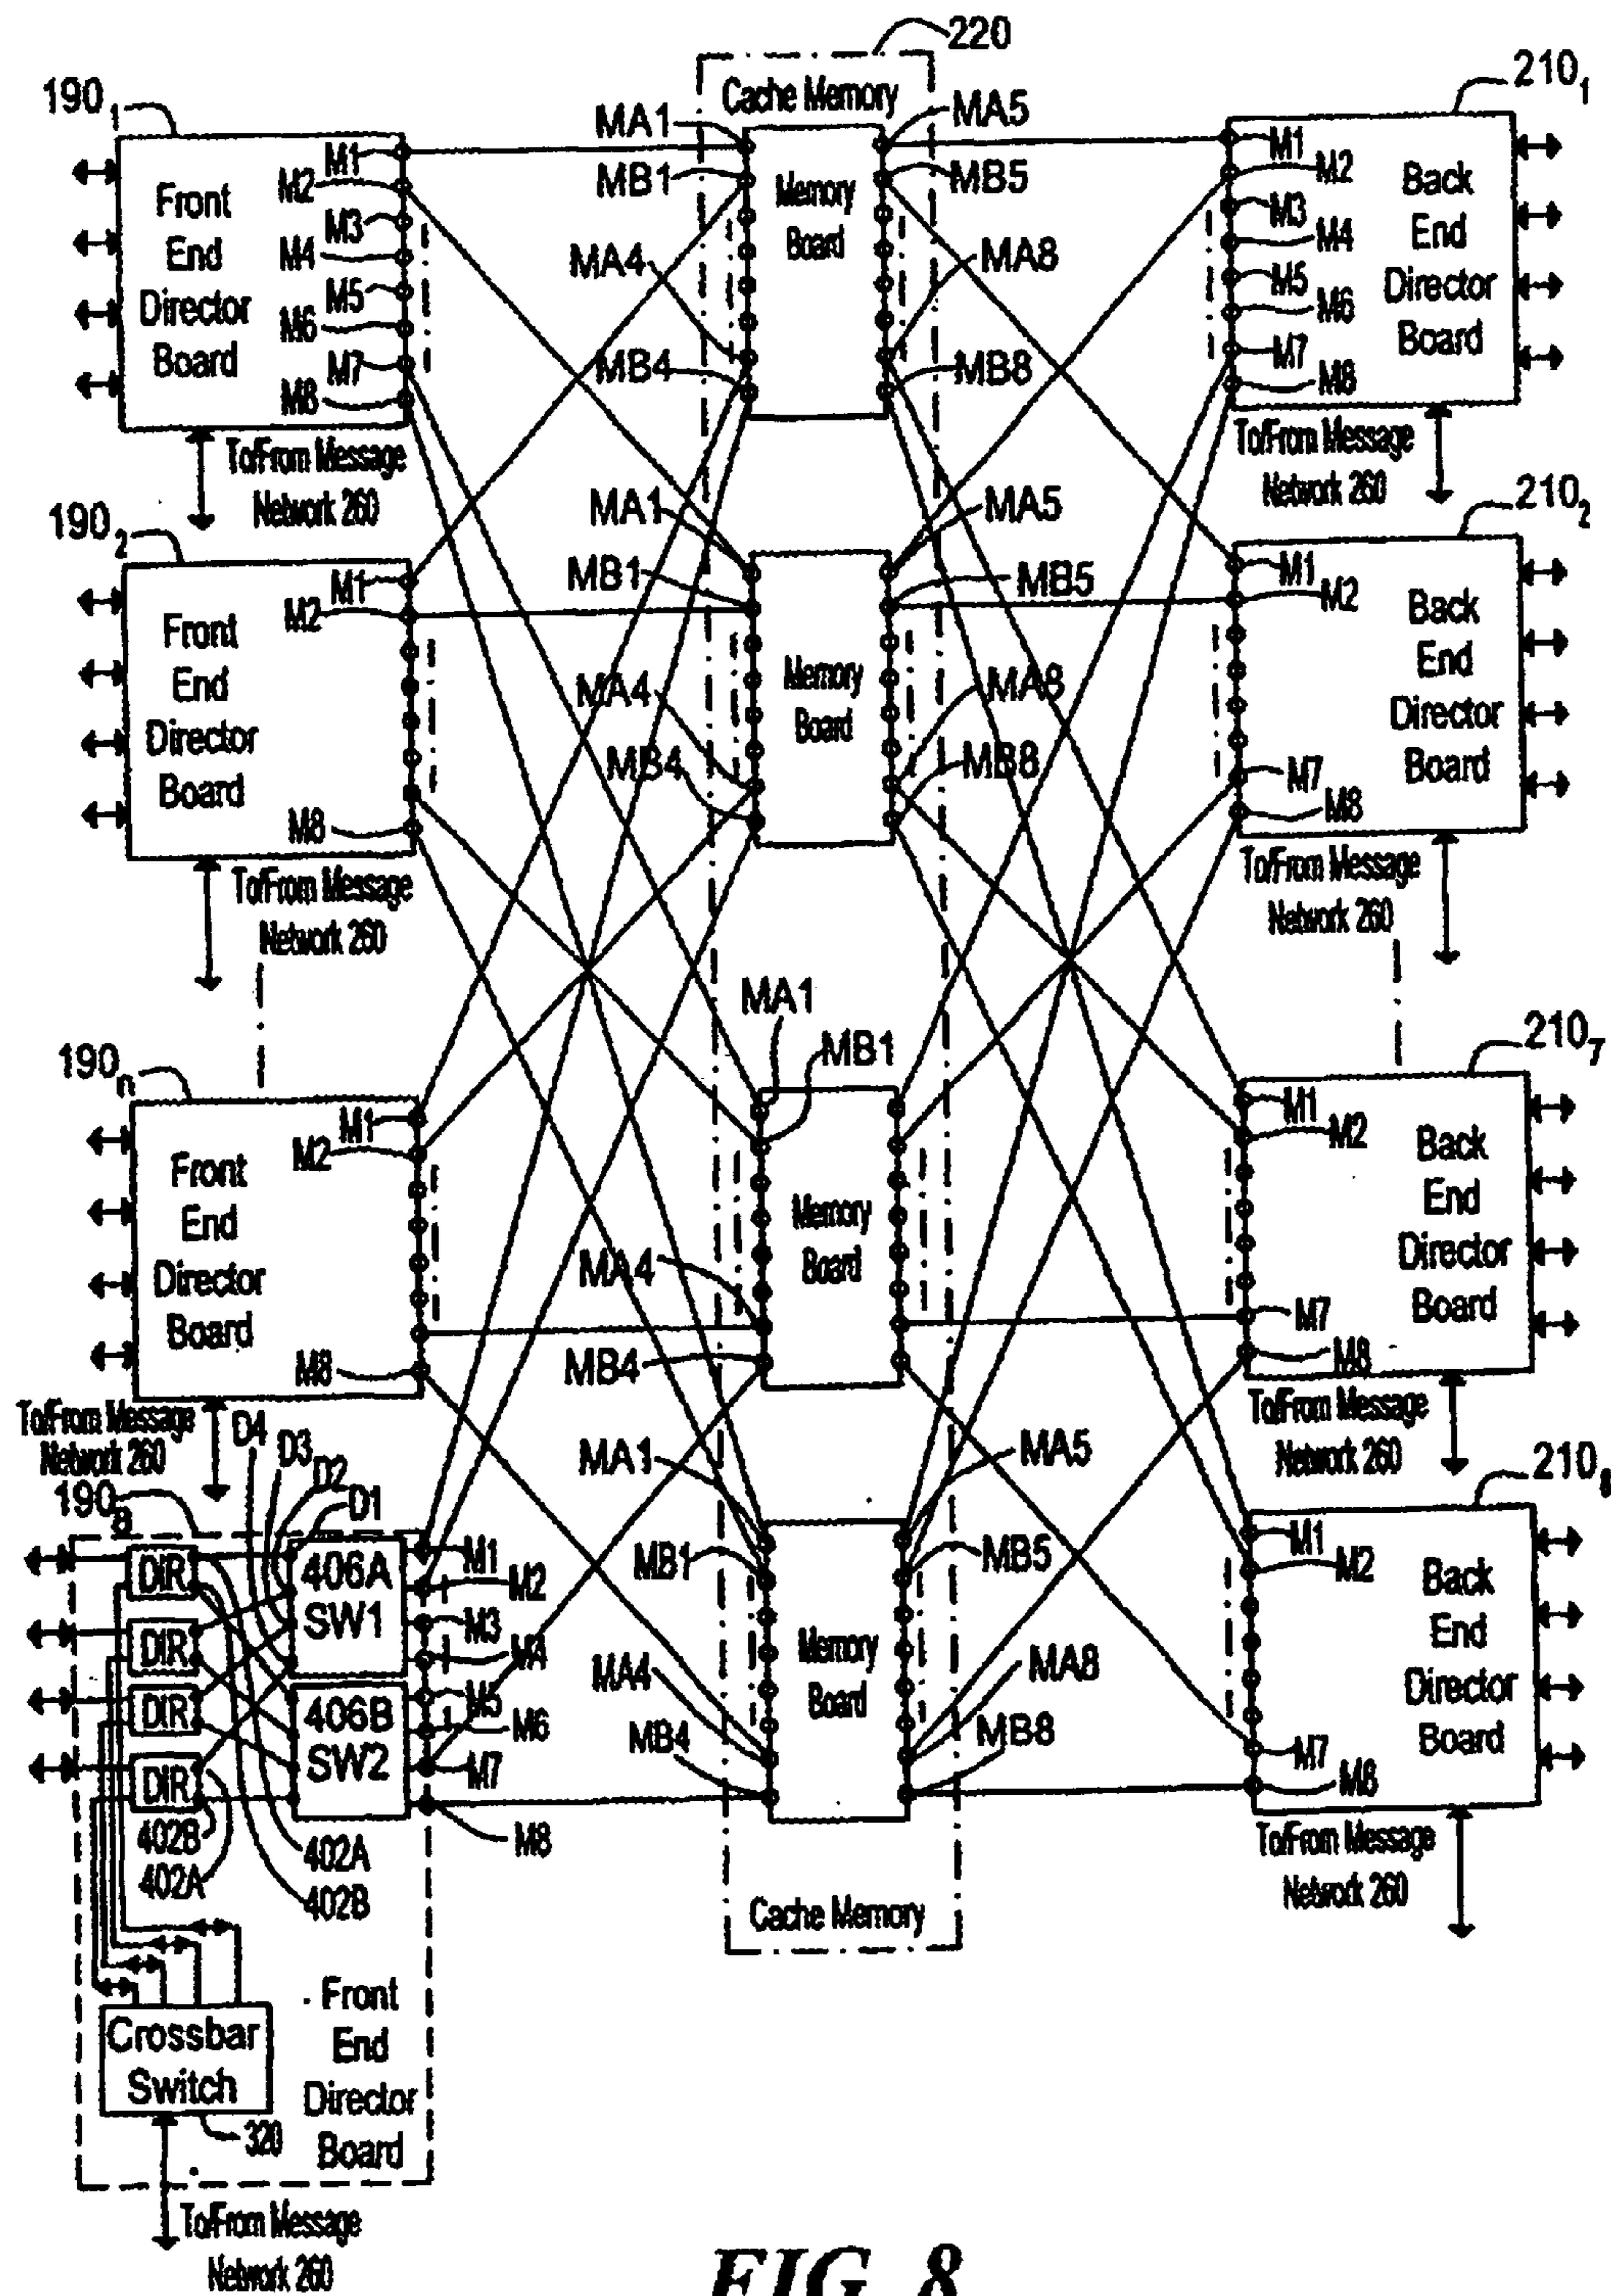 220
Cache Memory
190₁
Front
End
Director
Board
M1
M2
M3
M4
M5
M6
M7
M8
To/From Message
Network 260
MA1
MB1
MA4
MB4
Memory
Board
MA5
MB5
MA8
MB8
210₁
M1
M2
M3
M4
M5
M6
M7
M8
Back
End
Director
Board
To/From Message
Network 260
190₂
Front
End
Director
Board
M1
M2
M8
To/From Message
Network 260
MA1
MB1
MA4
MB4
Memory
Board
MA5
MB5
MA8
MB8
210₂
M1
M2
M7
M8
Back
End
Director
Board
To/From Message
Network 260
190ₙ
Front
End
Director
Board
M1
M2
M8
To/From Message
Network 260
MA1
MB1
MA4
MB4
Memory
Board
210₇
M1
M2
M7
M8
Back
End
Director
Board
To/From Message
Network 260
190₈
D4
D3
D2
D1
DIR
DIR
DIR
DIR
406A
SW1
406B
SW2
M1
M2
M3
M4
M5
M6
M7
M8
402B
402A
402A
402B
Crossbar
Switch
320
Front
End
Director
Board
To/From Message
Network 260
MA1
MB1
MA4
MB4
Memory
Board
MA5
MB5
MA8
MB8
Cache Memory
210₈
M1
M2
M7
M8
Back
End
Director
Board
To/From Message
Network 260
FIG. 8